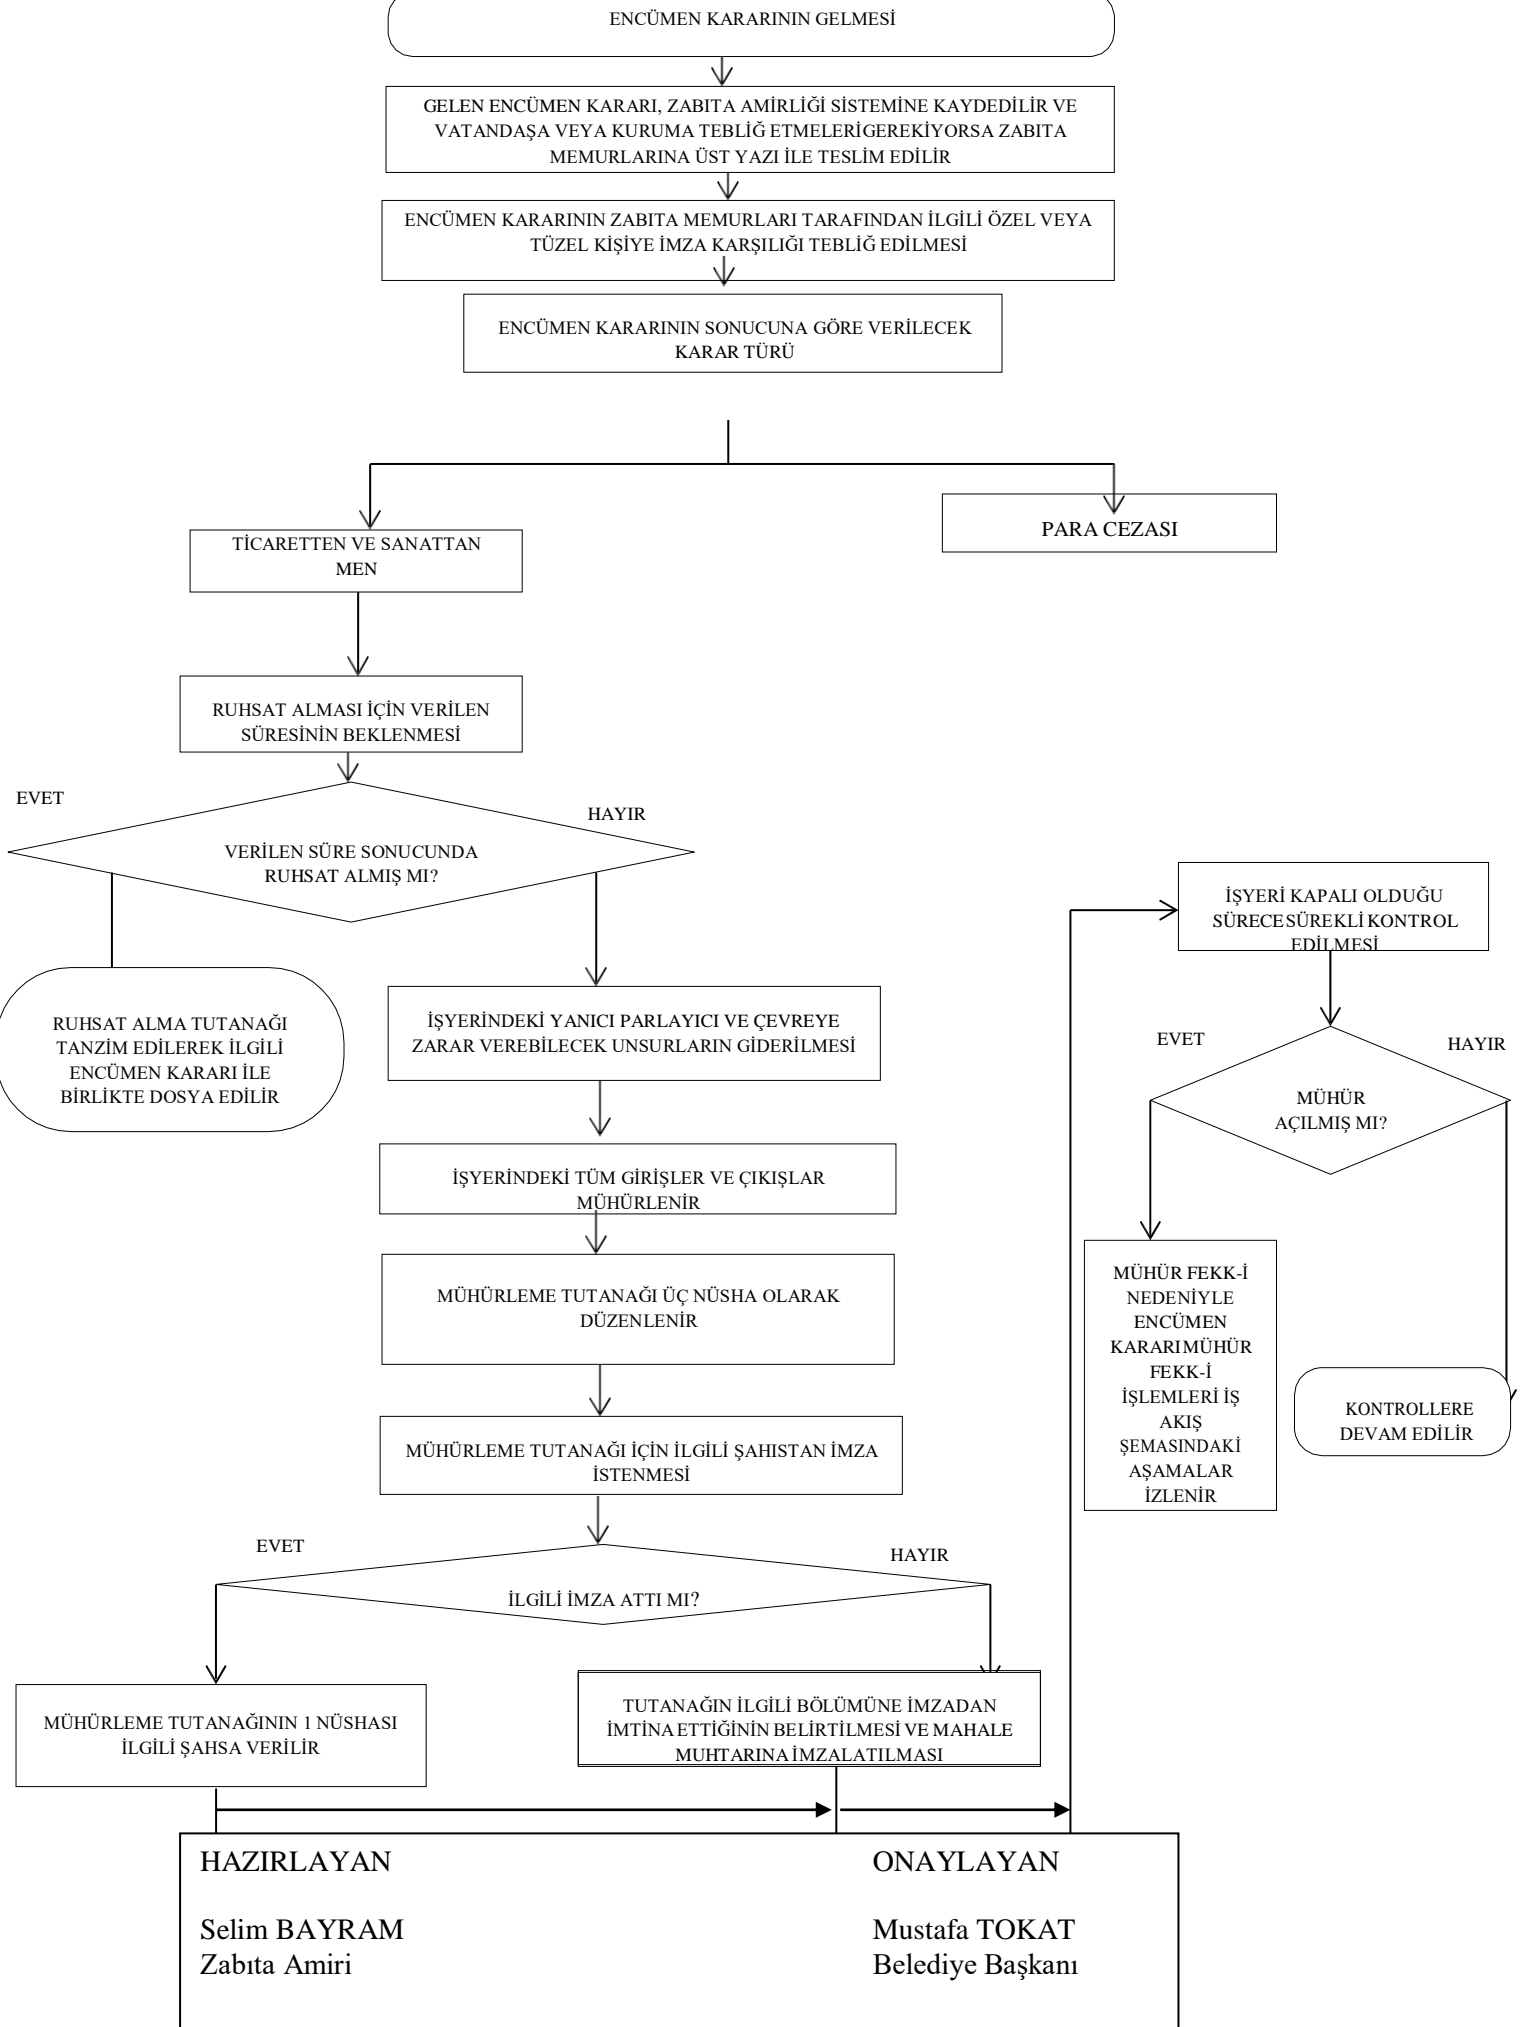 ENCÜMEN KARARININ GELMESİ
GELEN ENCÜMEN KARARI, ZABITA AMİRLİĞİ SİSTEMİNE KAYDEDİLİR VE
VATANDAŞA VEYA KURUMA TEBLİĞ ETMELERİGEREKİYORSA ZABITA
MEMURLARINA ÜST YAZI İLE TESLİM EDİLİR
ENCÜMEN KARARININ ZABITA MEMURLARI TARAFINDAN İLGİLİ ÖZEL VEYA
TÜZEL KİŞİYE İMZA KARŞILIĞI TEBLİĞ EDİLMESİ
ENCÜMEN KARARININ SONUCUNA GÖRE VERİLECEK
KARAR TÜRÜ
PARA CEZASI
TİCARETTEN VE SANATTAN
MEN
RUHSAT ALMASI İÇİN VERİLEN
SÜRESİNİN BEKLENMESİ
EVET
HAYIR
VERİLEN SÜRE SONUCUNDA
RUHSAT ALMIŞ MI?
RUHSAT ALMA TUTANAĞI
TANZİM EDİLEREK İLGİLİ
ENCÜMEN KARARI İLE
BİRLİKTE DOSYA EDİLİR
İŞYERİNDEKİ YANICI PARLAYICI VE ÇEVREYE
ZARAR VEREBİLECEK UNSURLARIN GİDERİLMESİ
İŞYERİNDEKİ TÜM GİRİŞLER VE ÇIKIŞLAR
MÜHÜRLENİR
MÜHÜRLEME TUTANAĞI ÜÇ NÜSHA OLARAK
DÜZENLENİR
MÜHÜRLEME TUTANAĞI İÇİN İLGİLİ ŞAHISTAN İMZA
İSTENMESİ
EVET
HAYIR
İLGİLİ İMZA ATTI MI?
MÜHÜRLEME TUTANAĞININ 1 NÜSHASI
İLGİLİ ŞAHSA VERİLİR
TUTANAĞIN İLGİLİ BÖLÜMÜNE İMZADAN
İMTİNA ETTİĞİNİN BELİRTİLMESİ VE MAHALE
MUHTARINA İMZALATILMASI
İŞYERİ KAPALI OLDUĞU
SÜRECE SÜREKLİ KONTROL
EDİLMESİ
EVET
HAYIR
MÜHÜR
AÇILMIŞ MI?
MÜHÜR FEKK-İ
NEDENİYLE
ENCÜMEN
KARARI MÜHÜR
FEKK-İ
İŞLEMLERİ İŞ
AKIŞ
ŞEMASINDAKİ
AŞAMALAR
İZLENİR
KONTROLLERE
DEVAM EDİLİR
HAZIRLAYAN
Selim BAYRAM
Zabıta Amiri
ONAYLAYAN
Mustafa TOKAT
Belediye Başkanı